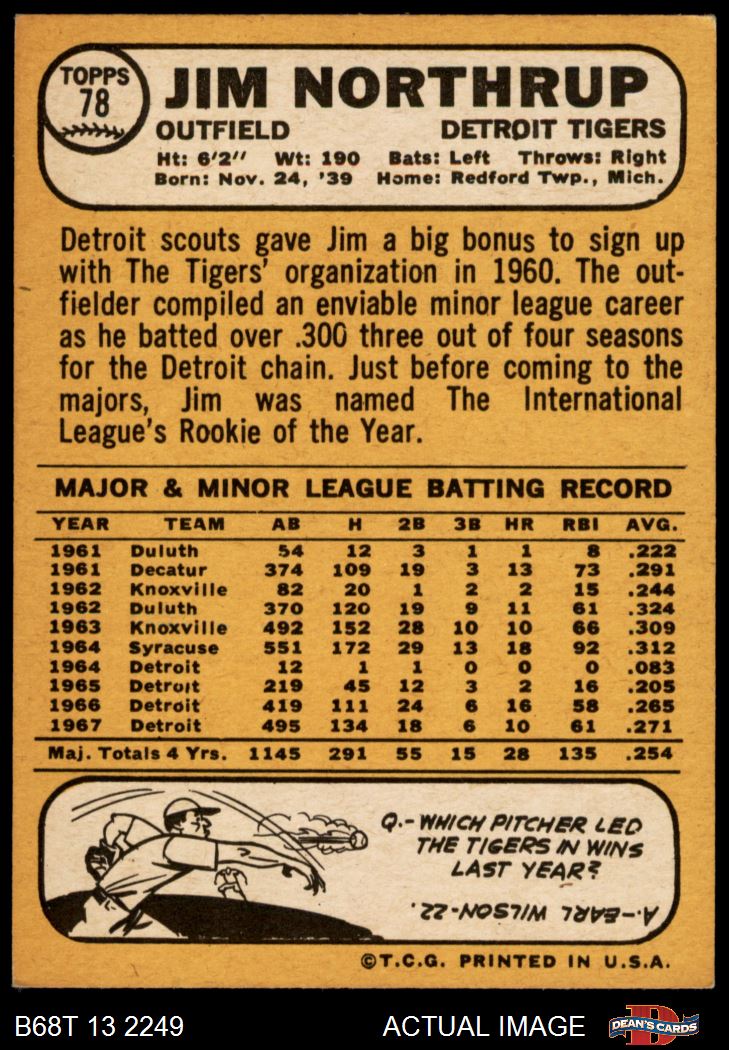 TOPPS
78
JIM NORTHRUP
OUTFIELD DETROIT TIGERS
Ht: 6'2" Wt: 190 Bats: Left Throws: Right
Born: Nov. 24, '39 Home: Redford Twp., Mich.
Detroit scouts gave Jim a big bonus to sign up
with The Tigers' organization in 1960. The out-
fielder compiled an enviable minor league career
as he batted over .300 three out of four seasons
for the Detroit chain. Just before coming to the
majors, Jim was named The International
League's Rookie of the Year.
MAJOR & MINOR LEAGUE BATTING RECORD
YEAR TEAM AB H 2B 3B HR RBI AVG.
1961 Duluth 54 12 3 1 1 8 .222
1961 Decatur 374 109 19 3 13 73 .291
1962 Knoxville 82 20 1 2 2 15 .244
1962 Duluth 370 120 19 9 11 61 .324
1963 Knoxville 492 152 28 10 10 66 .309
1964 Syracuse 551 172 29 13 18 92 .312
1964 Detroit 12 1 1 0 0 0 .083
1965 Detroit 219 45 12 3 2 16 .205
1966 Detroit 419 111 24 6 16 58 .265
1967 Detroit 495 134 18 6 10 61 .271
Maj. Totals 4 Yrs. 1145 291 55 15 28 135 .254
Q.-WHICH PITCHER LED
THE TIGERS IN WINS
LAST YEAR?
A-EARL WILSON-22.
©T.C.G. PRINTED IN U.S.A.
B68T 13 2249 ACTUAL IMAGE
D
DEAN'S CARDS